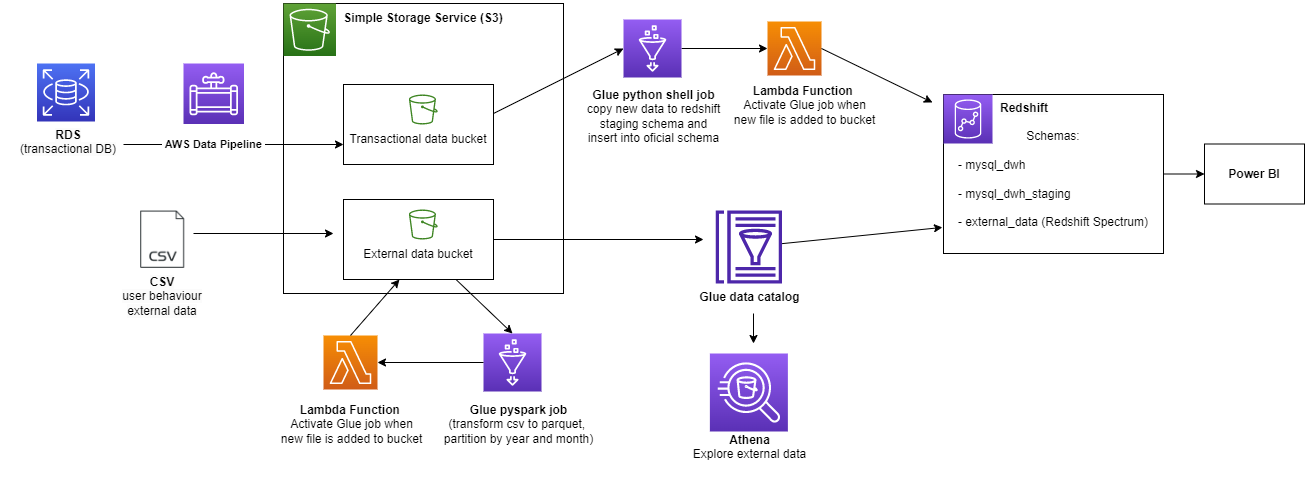 Simple Storage Service (S3)
RDS
(transactional DB)
AWS Data Pipeline
Transactional data bucket
Glue python shell job
copy new data to redshift
staging schema and
insert into oficial schema
Lambda Function
Activate Glue job when
new file is added to bucket
Redshift
Schemas:
- mysql_dwh
- mysql_dwh_staging
- external_data (Redshift Spectrum)
Power BI
CSV
CSV
user behaviour
external data
External data bucket
Glue data catalog
Lambda Function
Activate Glue job when
new file is added to bucket
Glue pyspark job
(transform csv to parquet,
partition by year and month)
Athena
Explore external data